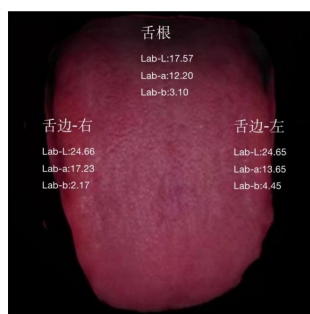 舌根
Lab-L:17.57
Lab-a:12.20
Lab-b:3.10
舌边-右
Lab-L:24.66
Lab-a:17.23
Lab-b:2.17
舌边-左
Lab-L:24.65
Lab-a:13.65
Lab-b:4.45